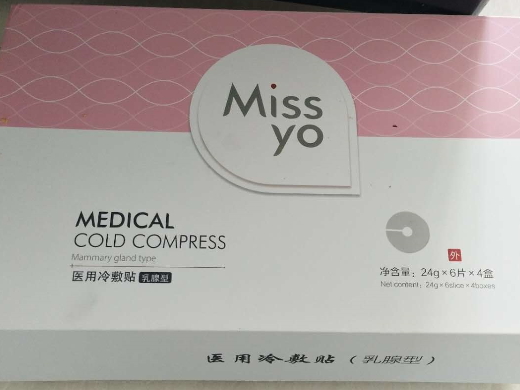 Miss
yo
MEDICAL
COLD COMPRESS
Mammary gland type
医用冷敷贴 乳腺型
外
净含量：24g×6片×4盒
Net content: 24g×6slice×4boxes
医用冷敷贴（乳腺型）